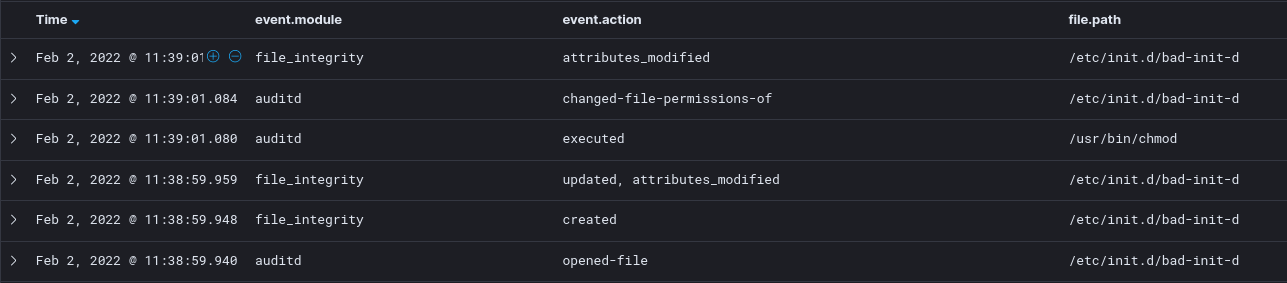 Time event.module event.action file.path
Feb 2, 2022 @ 11:39:01 file_integrity attributes_modified /etc/init.d/bad-init-d
Feb 2, 2022 @ 11:39:01.084 auditd changed-file-permissions-of /etc/init.d/bad-init-d
Feb 2, 2022 @ 11:39:01.080 auditd executed /usr/bin/chmod
Feb 2, 2022 @ 11:38:59.959 file_integrity updated, attributes_modified /etc/init.d/bad-init-d
Feb 2, 2022 @ 11:38:59.948 file_integrity created /etc/init.d/bad-init-d
Feb 2, 2022 @ 11:38:59.940 auditd opened-file /etc/init.d/bad-init-d